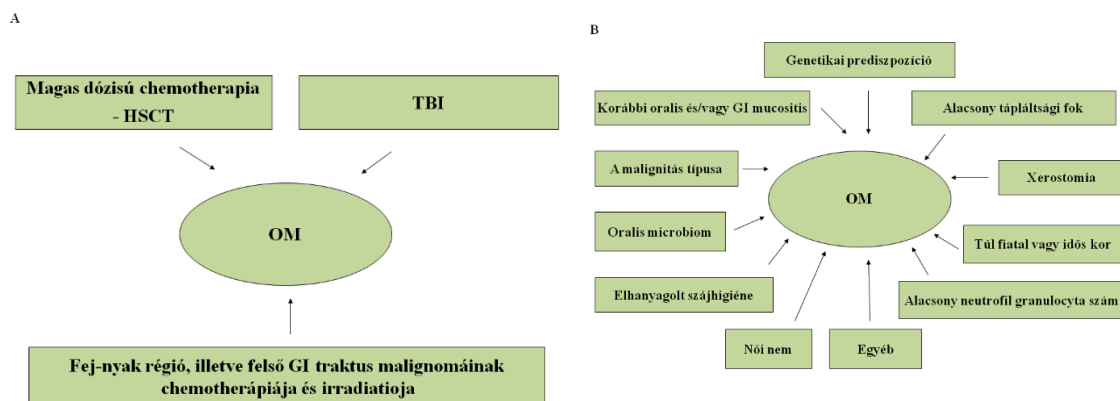 A
Magas dózisú chemotherapia
- HSCT
TBI
OM
Fej-nyak régió, illetve felső GI traktus malignomáinak
chemotherápiája és irradiatioja
B
Genetikai prediszpozíció
Korábbi oralis és/vagy GI mucositis
Alacsony tápláltsági fok
A malignitás típusa
Xerostomia
OM
Oralis microbiom
Túl fiatal vagy idős kor
Elhanyagolt szájhigiéne
Alacsony neutrofil granulocyta szám
Női nem
Egyéb